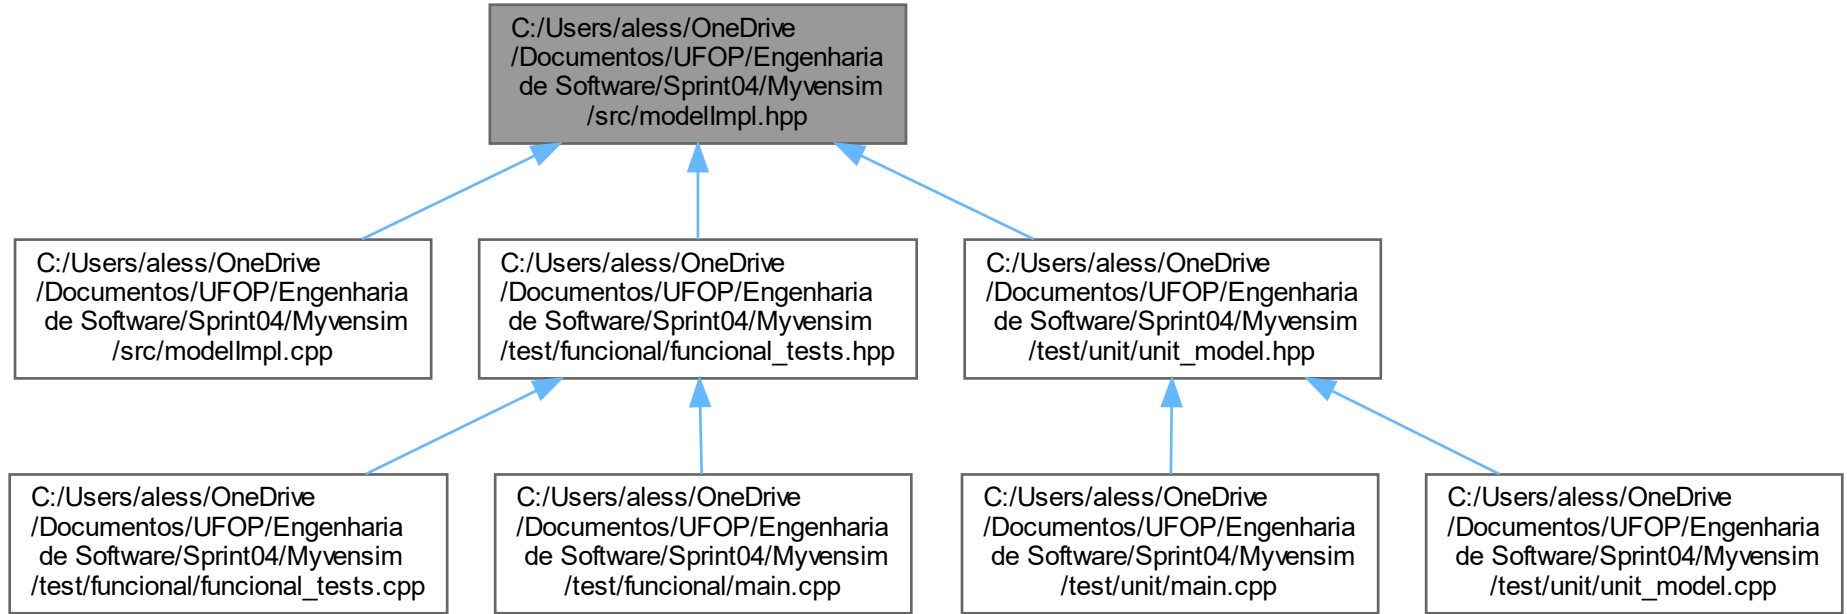 C:/Users/aless/OneDrive
/Documentos/UFOP/Engenharia
de Software/Sprint04/Myvensim
/src/modelImpl.hpp
C:/Users/aless/OneDrive
/Documentos/UFOP/Engenharia
de Software/Sprint04/Myvensim
/src/modelImpl.cpp
C:/Users/aless/OneDrive
/Documentos/UFOP/Engenharia
de Software/Sprint04/Myvensim
/test/funcional/funcional_tests.hpp
C:/Users/aless/OneDrive
/Documentos/UFOP/Engenharia
de Software/Sprint04/Myvensim
/test/unit/unit_model.hpp
C:/Users/aless/OneDrive
/Documentos/UFOP/Engenharia
de Software/Sprint04/Myvensim
/test/funcional/funcional_tests.cpp
C:/Users/aless/OneDrive
/Documentos/UFOP/Engenharia
de Software/Sprint04/Myvensim
/test/funcional/main.cpp
C:/Users/aless/OneDrive
/Documentos/UFOP/Engenharia
de Software/Sprint04/Myvensim
/test/unit/main.cpp
C:/Users/aless/OneDrive
/Documentos/UFOP/Engenharia
de Software/Sprint04/Myvensim
/test/unit/unit_model.cpp